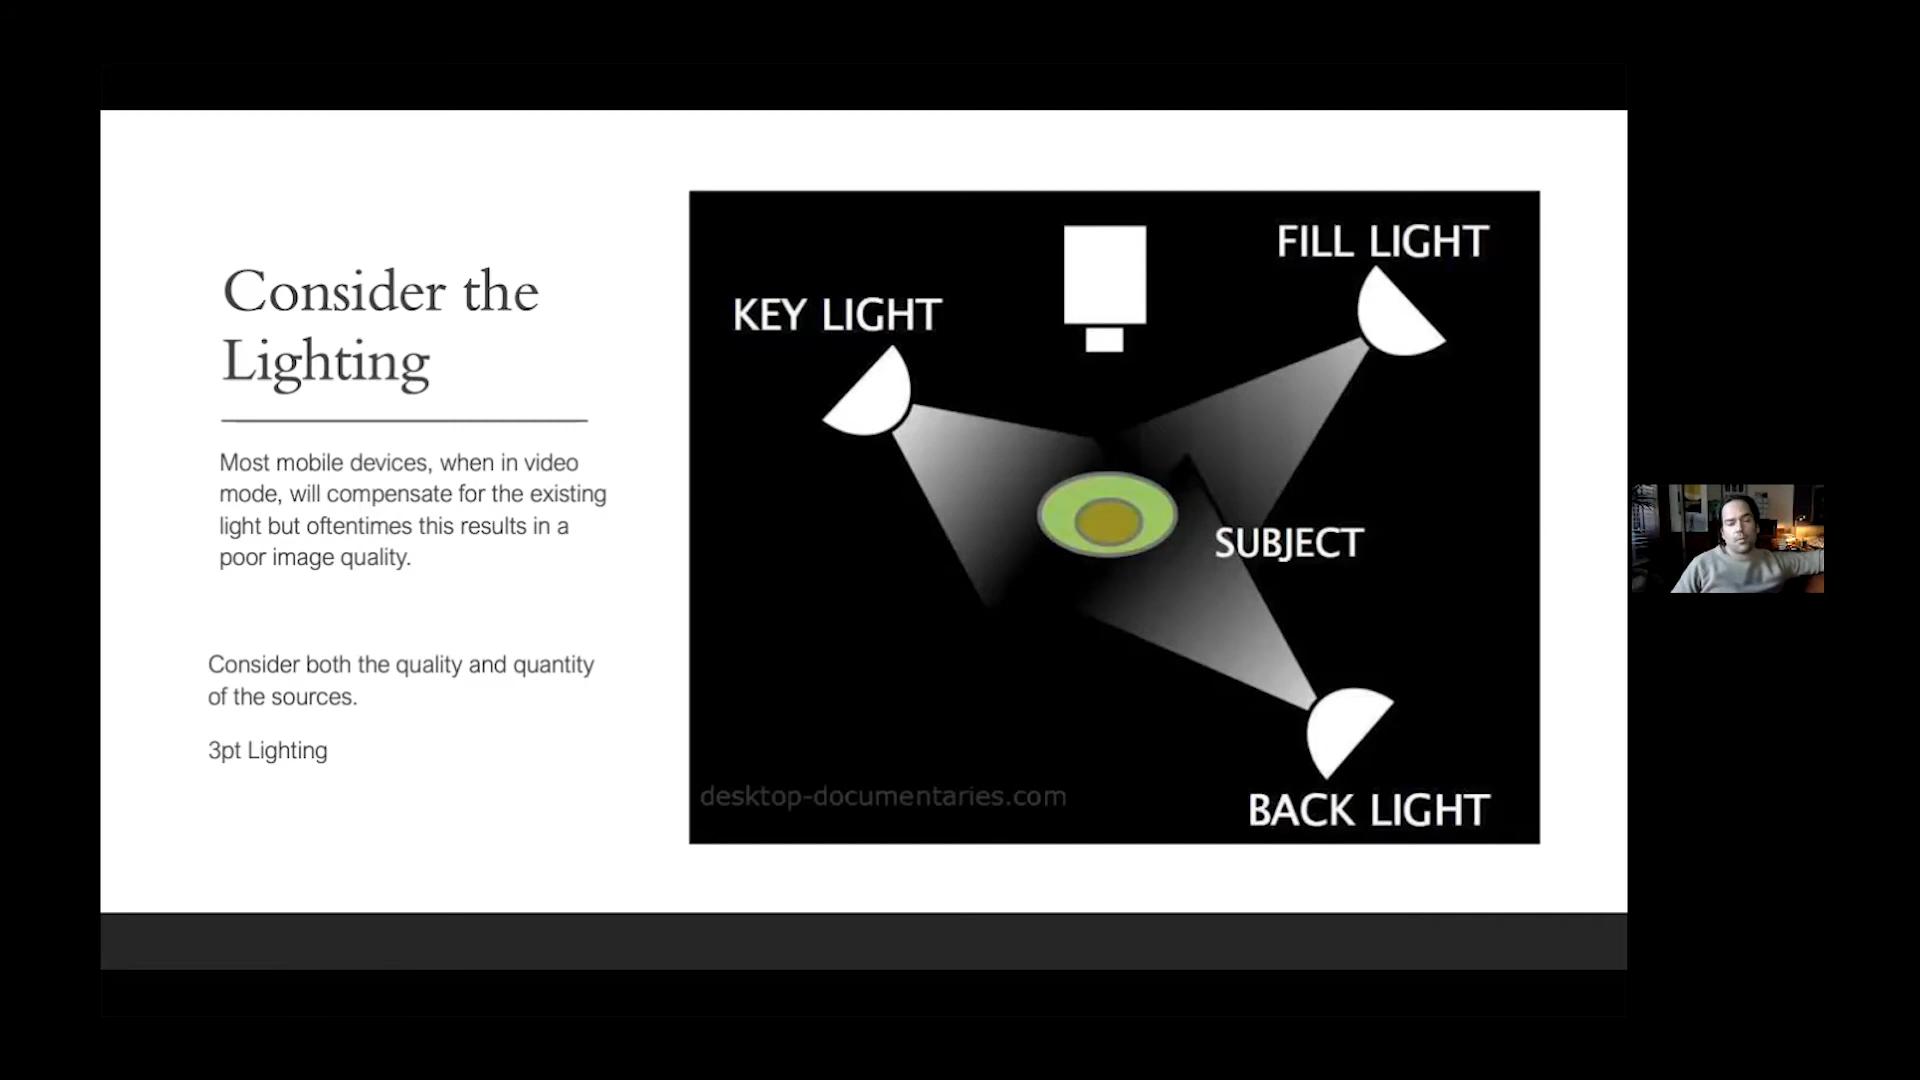 Consider the
Lighting
Most mobile devices, when in video
mode, will compensate for the existing
light but oftentimes this results in a
poor image quality.
Consider both the quality and quantity
of the sources.
3pt Lighting
FILL LIGHT
KEY LIGHT
SUBJECT
desktop-documentaries.com
BACK LIGHT